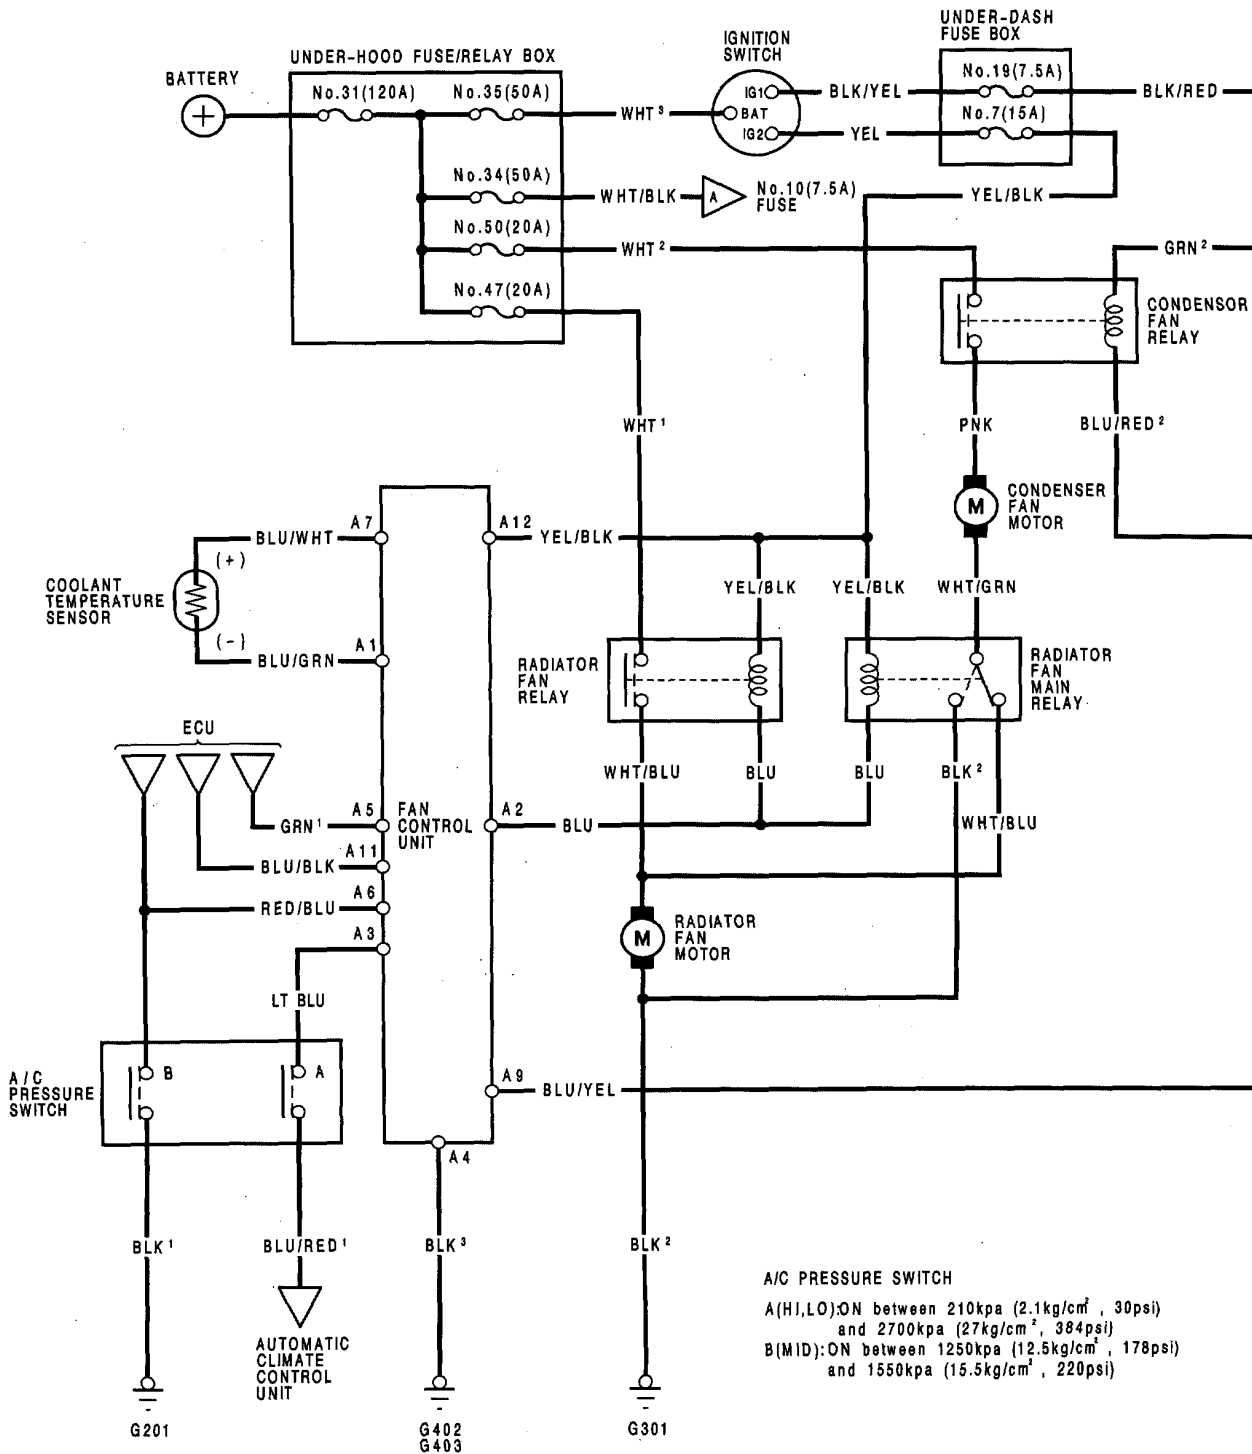 UNDER-DASH
FUSE BOX
IGNITION
SWITCH
UNDER-HOOD FUSE/RELAY BOX
BATTERY
No.31(120A)
No.35(50A)
WHT³
IG1
BAT
IG2
BLK/YEL
No.19(7.5A)
BLK/RED
YEL
No.7(15A)
No.34(50A)
WHT/BLK
A
No.10(7.5A)
FUSE
YEL/BLK
No.50(20A)
WHT²
GRN²
No.47(20A)
CONDENSOR
FAN
RELAY
WHT¹
PNK
BLU/RED²
CONDENSER
FAN
MOTOR
M
A7
BLU/WHT
(+)
A12
YEL/BLK
COOLANT
TEMPERATURE
SENSOR
(-)
A1
BLU/GRN
YEL/BLK
YEL/BLK
WHT/GRN
RADIATOR
FAN
RELAY
RADIATOR
FAN
MAIN
RELAY
ECU
WHT/BLU
BLU
BLU
BLK²
WHT/BLU
GRN¹
A5
FAN
CONTROL
UNIT
A2
BLU
BLU/BLK
A11
RED/BLU
A6
A3
M
RADIATOR
FAN
MOTOR
LT BLU
A/C
PRESSURE
SWITCH
B
A
A9
BLU/YEL
A4
BLK¹
BLU/RED¹
BLK³
BLK²
AUTOMATIC
CLIMATE
CONTROL
UNIT
G201
G402
G403
G301
A/C PRESSURE SWITCH
A(HI,LO):ON between 210kpa (2.1kg/cm², 30psi)
and 2700kpa (27kg/cm², 384psi)
B(MID):ON between 1250kpa (12.5kg/cm², 178psi)
and 1550kpa (15.5kg/cm², 220psi)